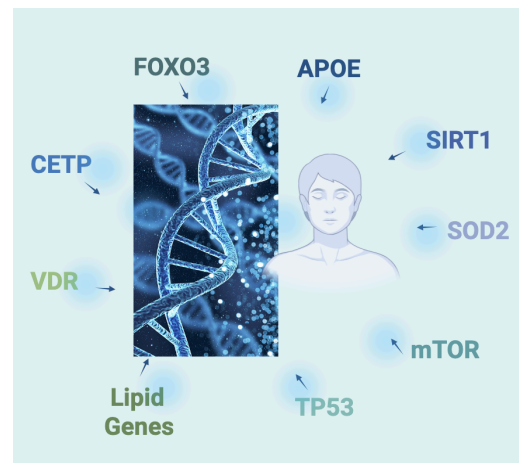 FOXO3
APOE
SIRT1
CETP
SOD2
VDR
mTOR
Lipid
Genes
TP53